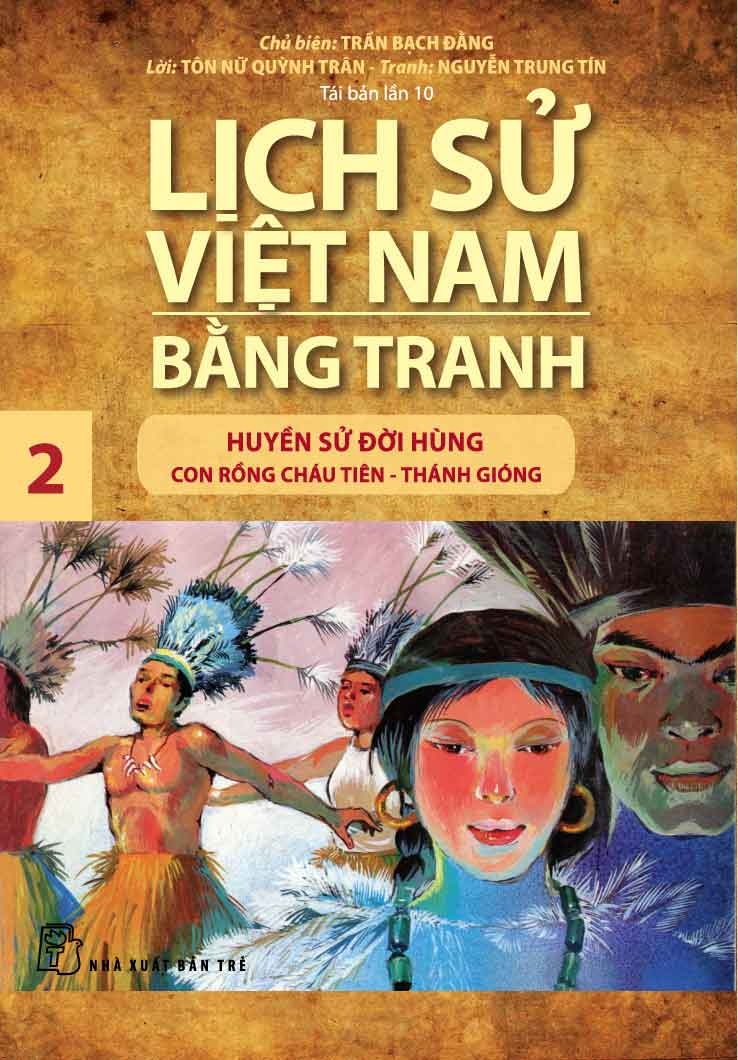 Chủ biên: TRẦN BẠCH ĐẰNG
Lời: TÔN NỮ QUỲNH TRÂN - Tranh: NGUYỄN TRUNG TÍN
Tái bản lần 10
LỊCH SỬ
VIỆT NAM
BẰNG TRANH
2
HUYỀN SỬ ĐỜI HÙNG
CON RỒNG CHÁU TIÊN - THÁNH GIÓNG
NHÀ XUẤT BẢN TRẺ